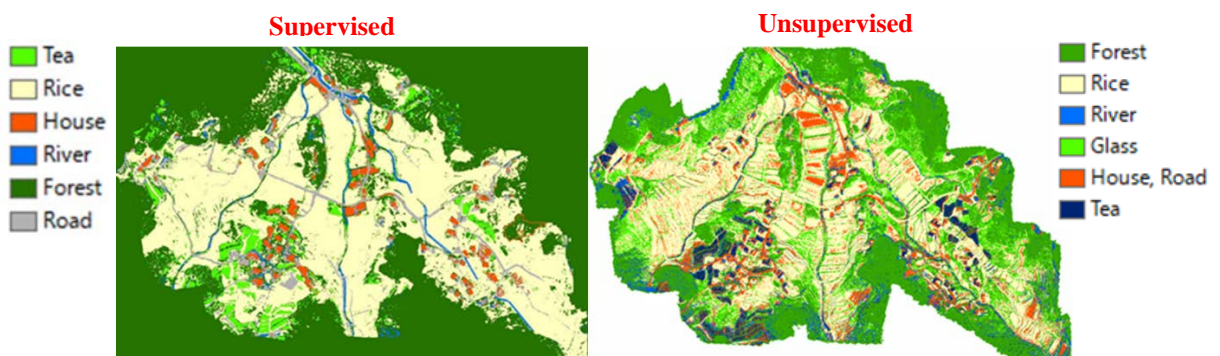 Supervised
Tea
Rice
House
River
Forest
Road
Unsupervised
Forest
Rice
River
Glass
House, Road
Tea